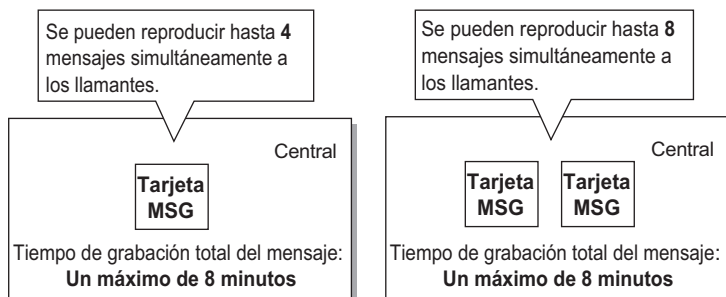 Se pueden reproducir hasta 4
mensajes simultáneamente a
los llamantes.
Central
Tarjeta
MSG
Tiempo de grabación total del mensaje:
Un máximo de 8 minutos
Se pueden reproducir hasta 8
mensajes simultáneamente a
los llamantes.
Central
Tarjeta
MSG
Tarjeta
MSG
Tiempo de grabación total del mensaje:
Un máximo de 8 minutos